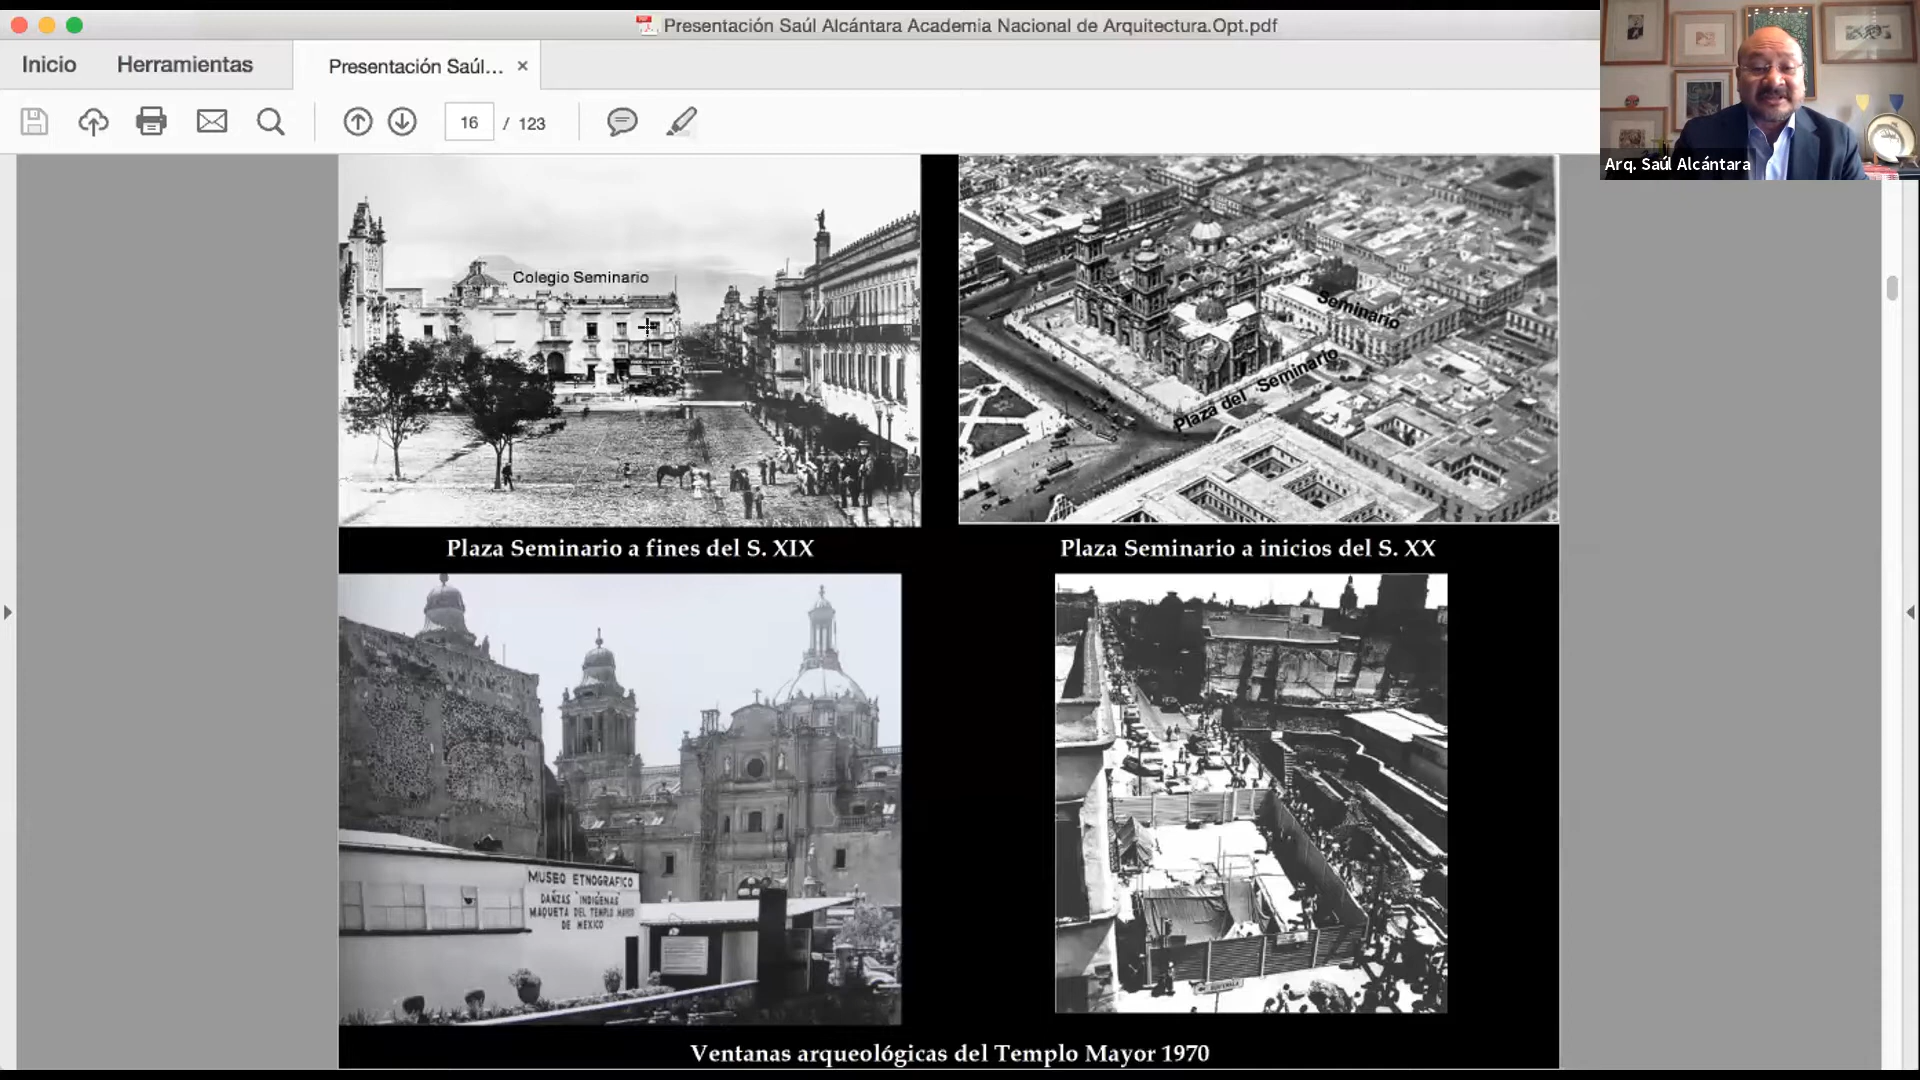 Presentación Saúl Alcántara Academia Nacional de Arquitectura.Opt.pdf
Inicio
Herramientas
Presentación Saúl...
16 / 123
Arq. Saúl Alcántara
Colegio Seminario
Seminario
Plaza del Seminario
Plaza Seminario a fines del S. XIX
Plaza Seminario a inicios del S. XX
MUSEO ETNOGRAFICO
DANZAS INDIGENAS
MAQUETA DEL TEMPLO MAYOR
DE MEXICO
GUATEMALA
Ventanas arqueológicas del Templo Mayor 1970